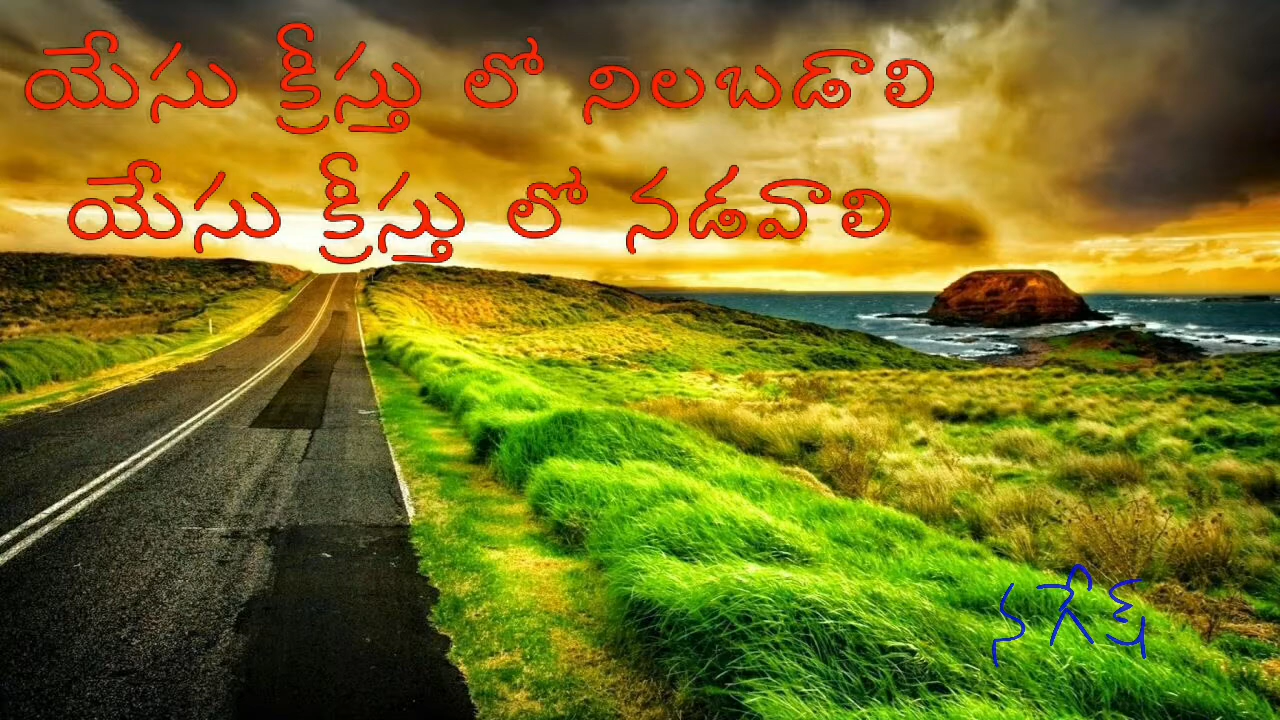 యేసు క్రీస్తు లో నిలబడాలి
యేసు క్రీస్తు లో నడవాలి